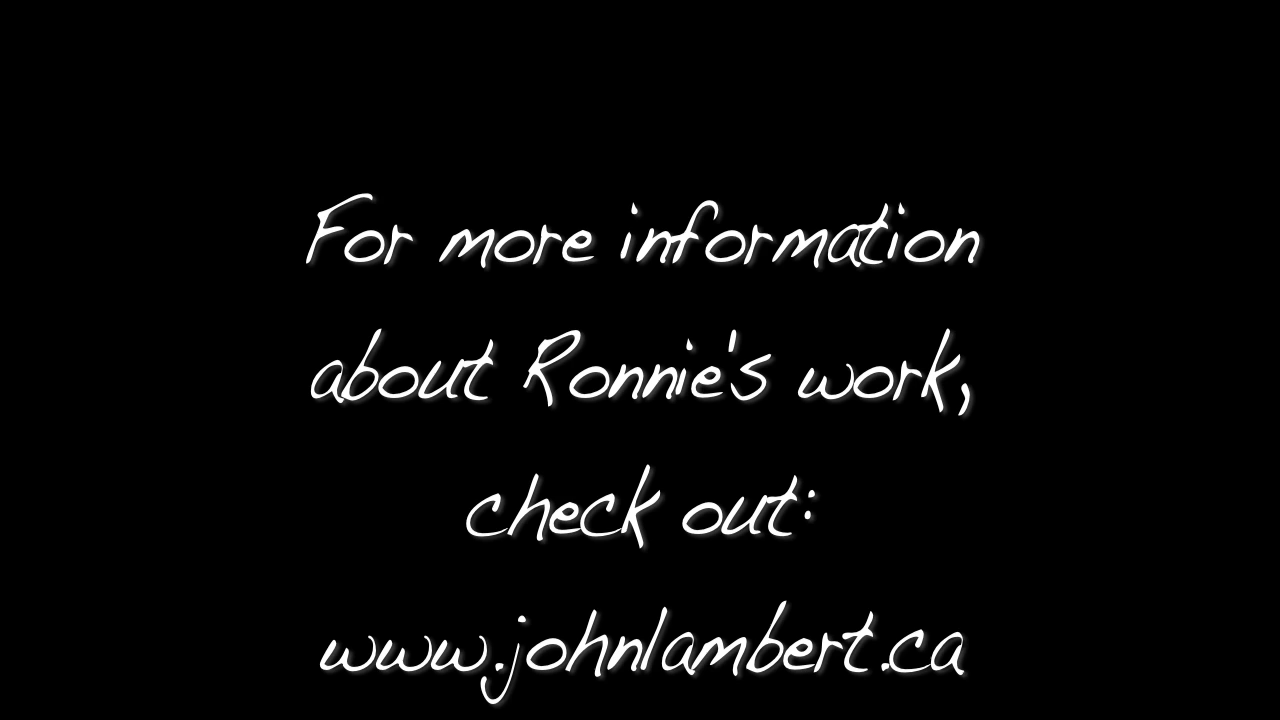 For more information
about Ronnie's work,
check out:
www.johnlambert.ca